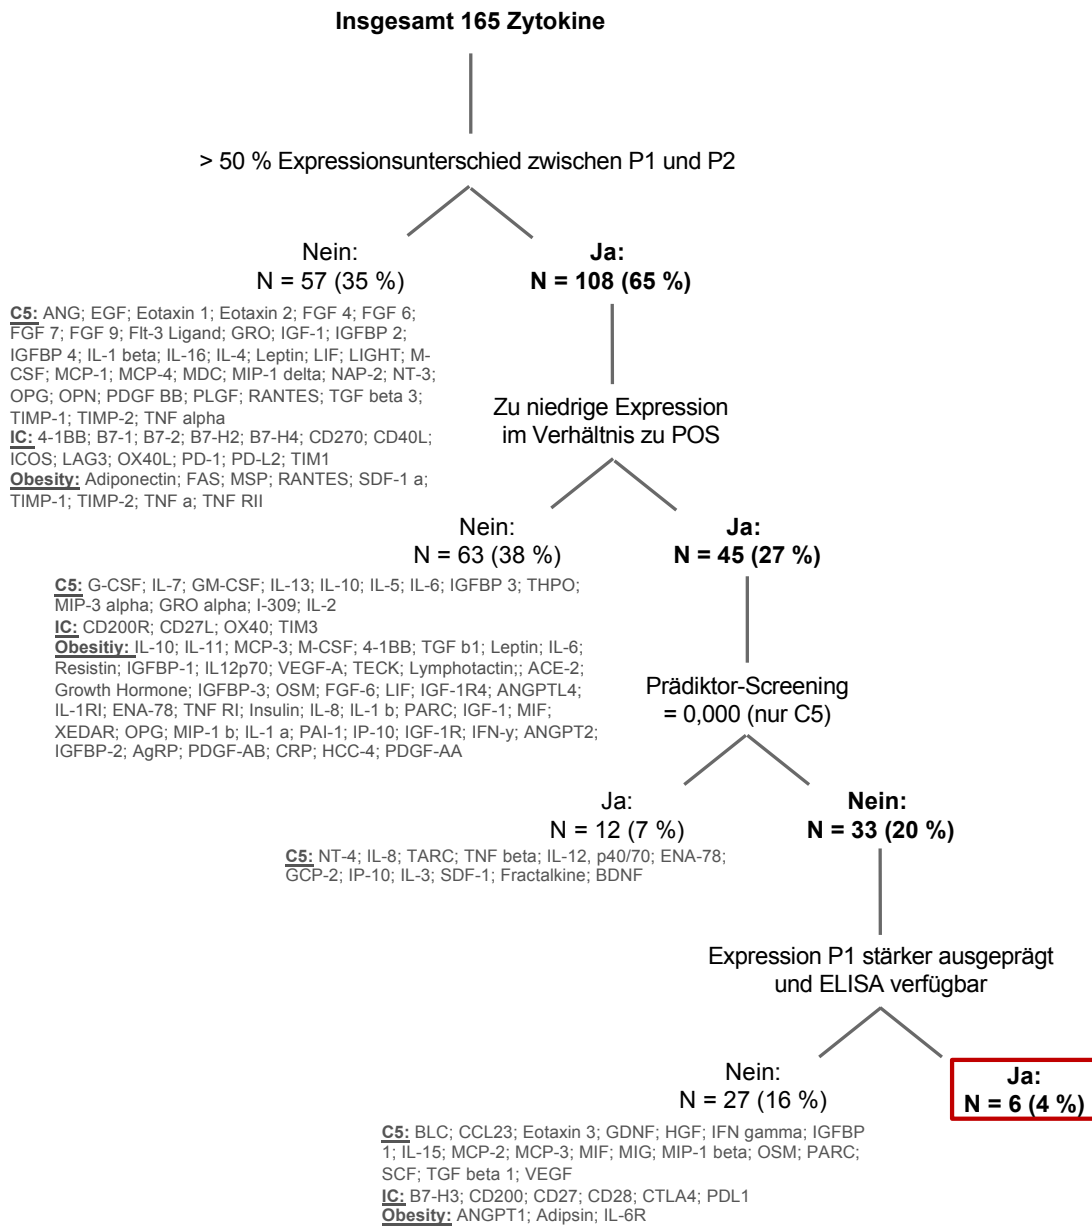 Insgesamt 165 Zytokine
> 50 % Expressionsunterschied zwischen P1 und P2
Nein:
N = 57 (35 %)
Ja:
N = 108 (65 %)
C5: ANG; EGF; Eotaxin 1; Eotaxin 2; FGF 4; FGF 6;
FGF 7; FGF 9; Flt-3 Ligand; GRO; IGF-1; IGFBP 2;
IGFBP 4; IL-1 beta; IL-16; IL-4; Leptin; LIF; LIGHT; M-
CSF; MCP-1; MCP-4; MDC; MIP-1 delta; NAP-2; NT-3;
OPG; OPN; PDGF BB; PLGF; RANTES; TGF beta 3;
TIMP-1; TIMP-2; TNF alpha
IC: 4-1BB; B7-1; B7-2; B7-H2; B7-H4; CD270; CD40L;
ICOS; LAG3; OX40L; PD-1; PD-L2; TIM1
Obesity: Adiponectin; FAS; MSP; RANTES; SDF-1 a;
TIMP-1; TIMP-2; TNF a; TNF RII
Zu niedrige Expression
im Verhältnis zu POS
Nein:
N = 63 (38 %)
Ja:
N = 45 (27 %)
C5: G-CSF; IL-7; GM-CSF; IL-13; IL-10; IL-5; IL-6; IGFBP 3; THPO;
MIP-3 alpha; GRO alpha; I-309; IL-2
IC: CD200R; CD27L; OX40; TIM3
Obesitiy: IL-10; IL-11; MCP-3; M-CSF; 4-1BB; TGF b1; Leptin; IL-6;
Resistin; IGFBP-1; IL12p70; VEGF-A; TECK; Lymphotactin;; ACE-2;
Growth Hormone; IGFBP-3; OSM; FGF-6; LIF; IGF-1R4; ANGPTL4;
IL-1RI; ENA-78; TNF RI; Insulin; IL-8; IL-1 b; PARC; IGF-1; MIF;
XEDAR; OPG; MIP-1 b; IL-1 a; PAI-1; IP-10; IGF-1R; IFN-y; ANGPT2;
IGFBP-2; AgRP; PDGF-AB; CRP; HCC-4; PDGF-AA
Prädiktor-Screening
= 0,000 (nur C5)
Ja:
N = 12 (7 %)
Nein:
N = 33 (20 %)
C5: NT-4; IL-8; TARC; TNF beta; IL-12, p40/70; ENA-78;
GCP-2; IP-10; IL-3; SDF-1; Fractalkine; BDNF
Expression P1 stärker ausgeprägt
und ELISA verfügbar
Nein:
N = 27 (16 %)
Ja:
N = 6 (4 %)
C5: BLC; CCL23; Eotaxin 3; GDNF; HGF; IFN gamma; IGFBP
1; IL-15; MCP-2; MCP-3; MIF; MIG; MIP-1 beta; OSM; PARC;
SCF; TGF beta 1; VEGF
IC: B7-H3; CD200; CD27; CD28; CTLA4; PDL1
Obesity: ANGPT1; Adipsin; IL-6R